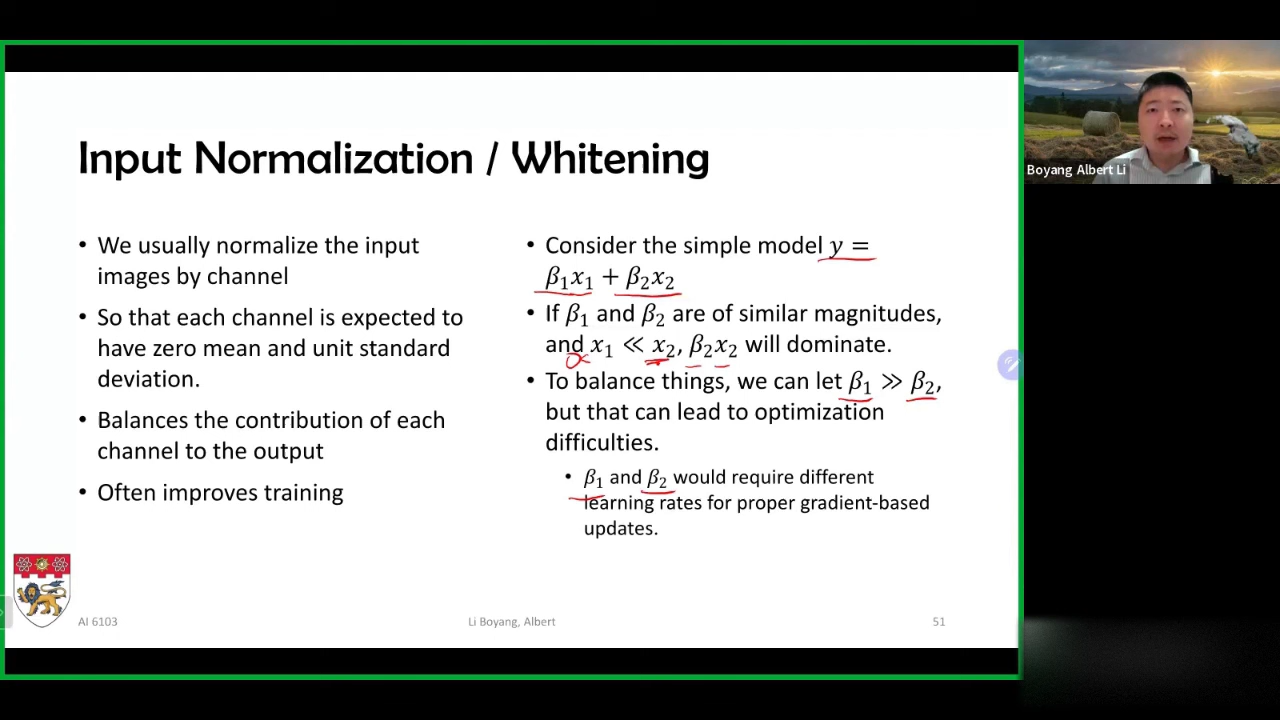 Input Normalization / Whitening
• We usually normalize the input
images by channel
• So that each channel is expected to
have zero mean and unit standard
deviation.
• Balances the contribution of each
channel to the output
• Often improves training
• Consider the simple model y =
β₁x₁ + β₂x₂
• If β₁ and β₂ are of similar magnitudes,
and x₁ ≪ x₂, β₂x₂ will dominate.
• To balance things, we can let β₁ ≫ β₂,
but that can lead to optimization
difficulties.
• β₁ and β₂ would require different
learning rates for proper gradient-based
updates.
AI 6103
Li Boyang, Albert
51
Boyang Albert Li